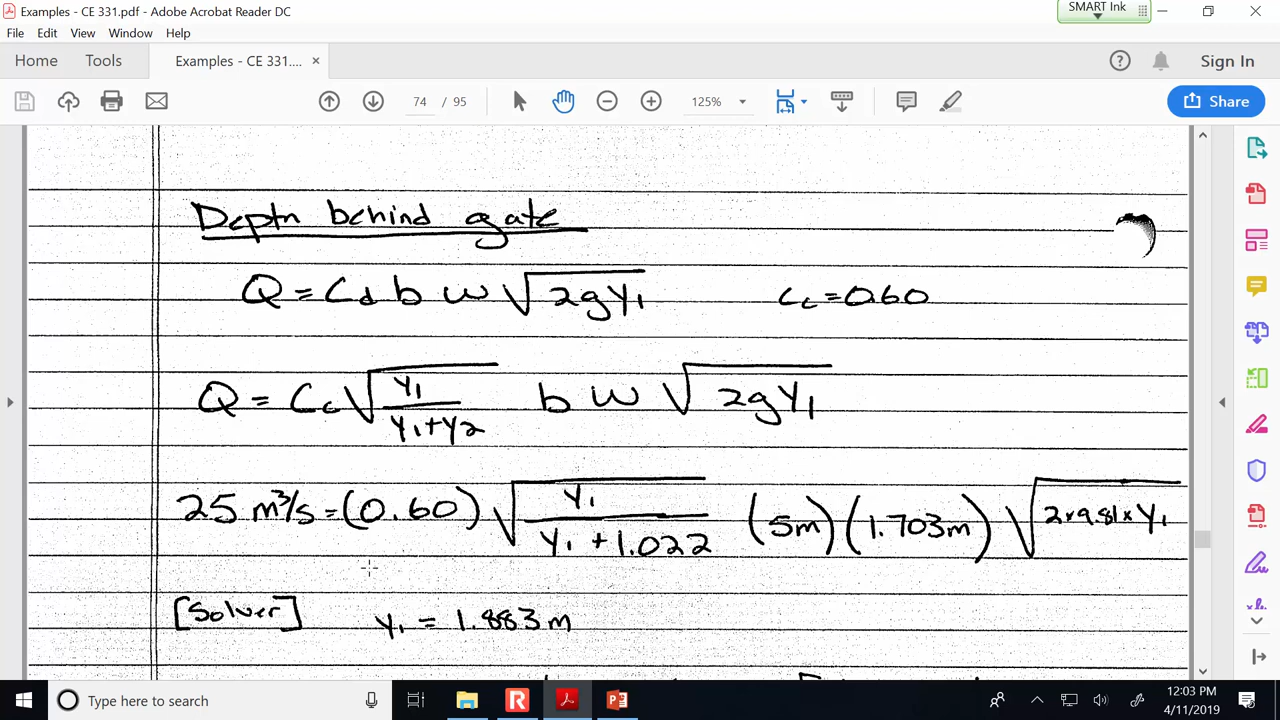 Examples - CE 331.pdf - Adobe Acrobat Reader DC
SMART Ink
File Edit View Window Help
Home Tools Examples - CE 331.... × Sign In
74 / 95 125% Share
Depth behind gate
Q = Cd b w √2gy1 Cc = 0.60
Q = Cc √(y1/(y1+y2)) b w √2gy1
25 m³/s = (0.60) √(y1/(y1+1.022)) (5m)(1.703m) √2×9.81×y1
[Solver] y1 = 1.883m
Type here to search
12:03 PM
4/11/2019